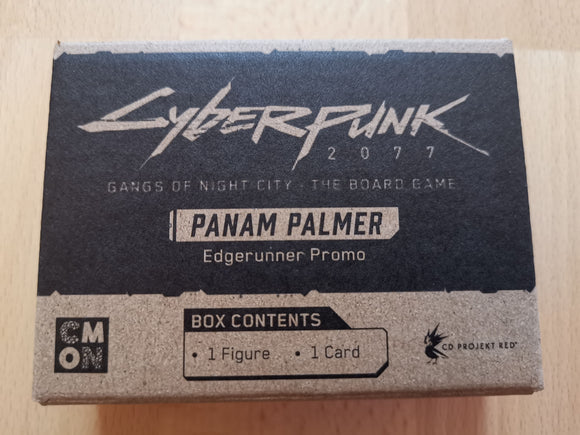 CYBERPUNK
2077
GANGS OF NIGHT CITY - THE BOARD GAME
PANAM PALMER
Edgerunner Promo
CM
ON
BOX CONTENTS
• 1 Figure • 1 Card
CD PROJEKT RED®